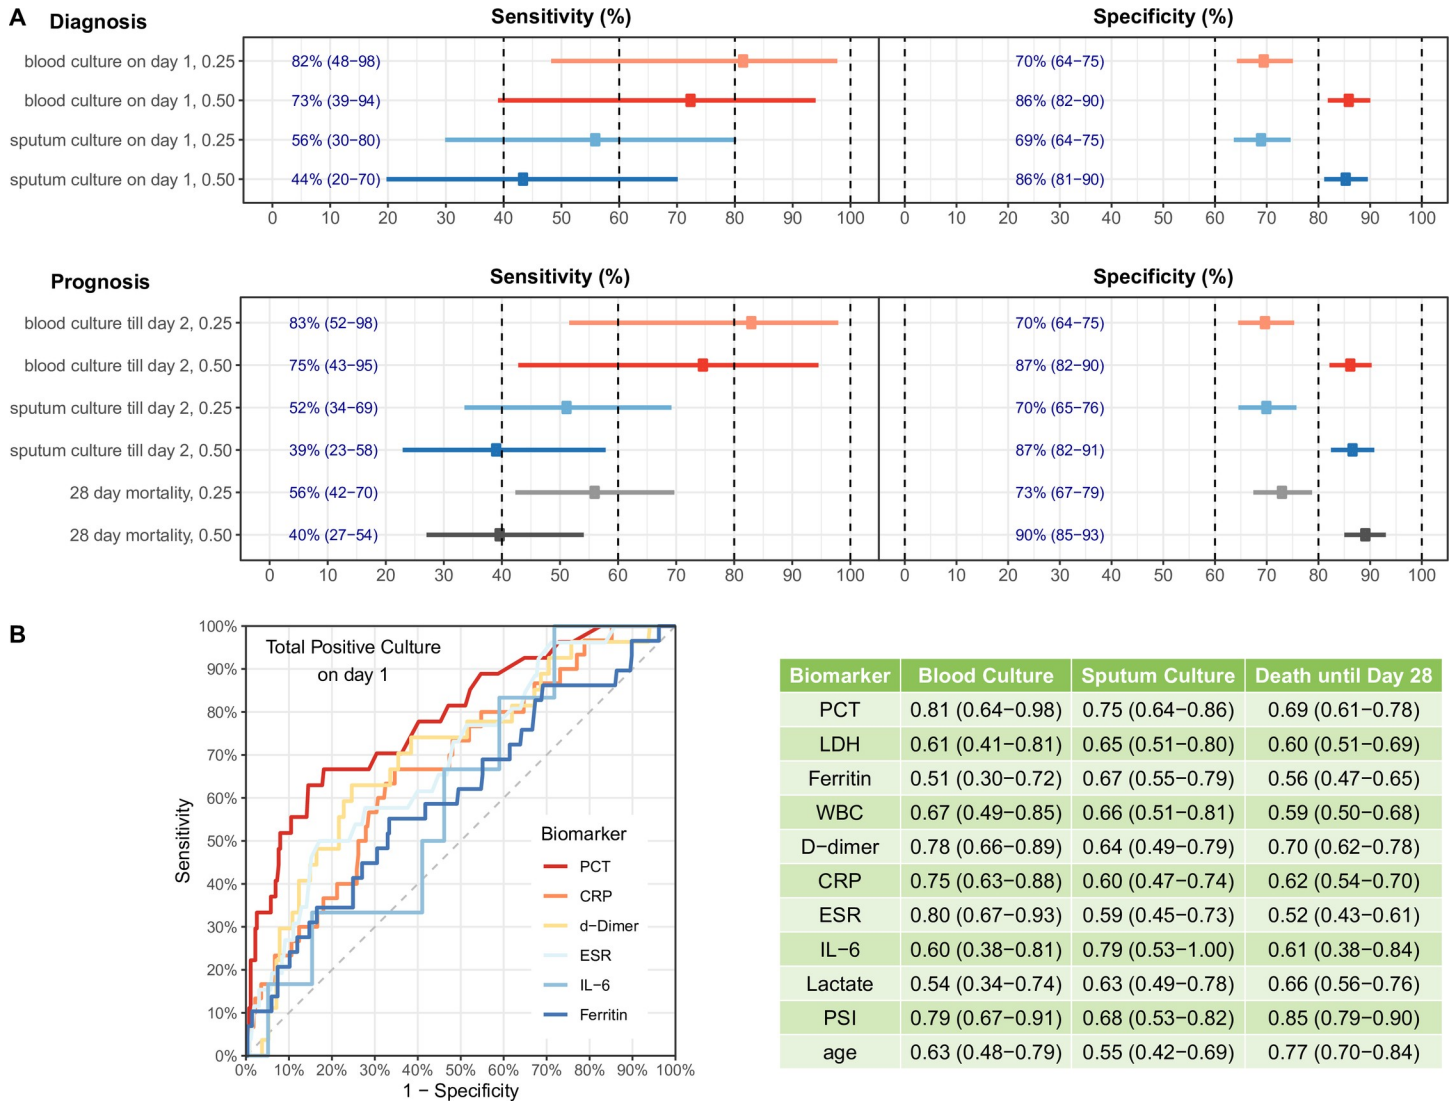 A
Diagnosis
Sensitivity (%)
Specificity (%)
blood culture on day 1, 0.25 82% (48−98) 70% (64−75)
blood culture on day 1, 0.50 73% (39−94) 86% (82−90)
sputum culture on day 1, 0.25 56% (30−80) 69% (64−75)
sputum culture on day 1, 0.50 44% (20−70) 86% (81−90)
0 10 20 30 40 50 60 70 80 90 100 0 10 20 30 40 50 60 70 80 90 100
Prognosis
Sensitivity (%)
Specificity (%)
blood culture till day 2, 0.25 83% (52−98) 70% (64−75)
blood culture till day 2, 0.50 75% (43−95) 87% (82−90)
sputum culture till day 2, 0.25 52% (34−69) 70% (65−76)
sputum culture till day 2, 0.50 39% (23−58) 87% (82−91)
28 day mortality, 0.25 56% (42−70) 73% (67−79)
28 day mortality, 0.50 40% (27−54) 90% (85−93)
0 10 20 30 40 50 60 70 80 90 100 0 10 20 30 40 50 60 70 80 90 100
B
Total Positive Culture
on day 1
Sensitivity
100%
90%
80%
70%
60%
50%
40%
30%
20%
10%
0%
Biomarker
PCT
CRP
d−Dimer
ESR
IL−6
Ferritin
0% 10% 20% 30% 40% 50% 60% 70% 80% 90% 100%
1 − Specificity
Biomarker Blood Culture Sputum Culture Death until Day 28
PCT 0.81 (0.64−0.98) 0.75 (0.64−0.86) 0.69 (0.61−0.78)
LDH 0.61 (0.41−0.81) 0.65 (0.51−0.80) 0.60 (0.51−0.69)
Ferritin 0.51 (0.30−0.72) 0.67 (0.55−0.79) 0.56 (0.47−0.65)
WBC 0.67 (0.49−0.85) 0.66 (0.51−0.81) 0.59 (0.50−0.68)
D−dimer 0.78 (0.66−0.89) 0.64 (0.49−0.79) 0.70 (0.62−0.78)
CRP 0.75 (0.63−0.88) 0.60 (0.47−0.74) 0.62 (0.54−0.70)
ESR 0.80 (0.67−0.93) 0.59 (0.45−0.73) 0.52 (0.43−0.61)
IL−6 0.60 (0.38−0.81) 0.79 (0.53−1.00) 0.61 (0.38−0.84)
Lactate 0.54 (0.34−0.74) 0.63 (0.49−0.78) 0.66 (0.56−0.76)
PSI 0.79 (0.67−0.91) 0.68 (0.53−0.82) 0.85 (0.79−0.90)
age 0.63 (0.48−0.79) 0.55 (0.42−0.69) 0.77 (0.70−0.84)